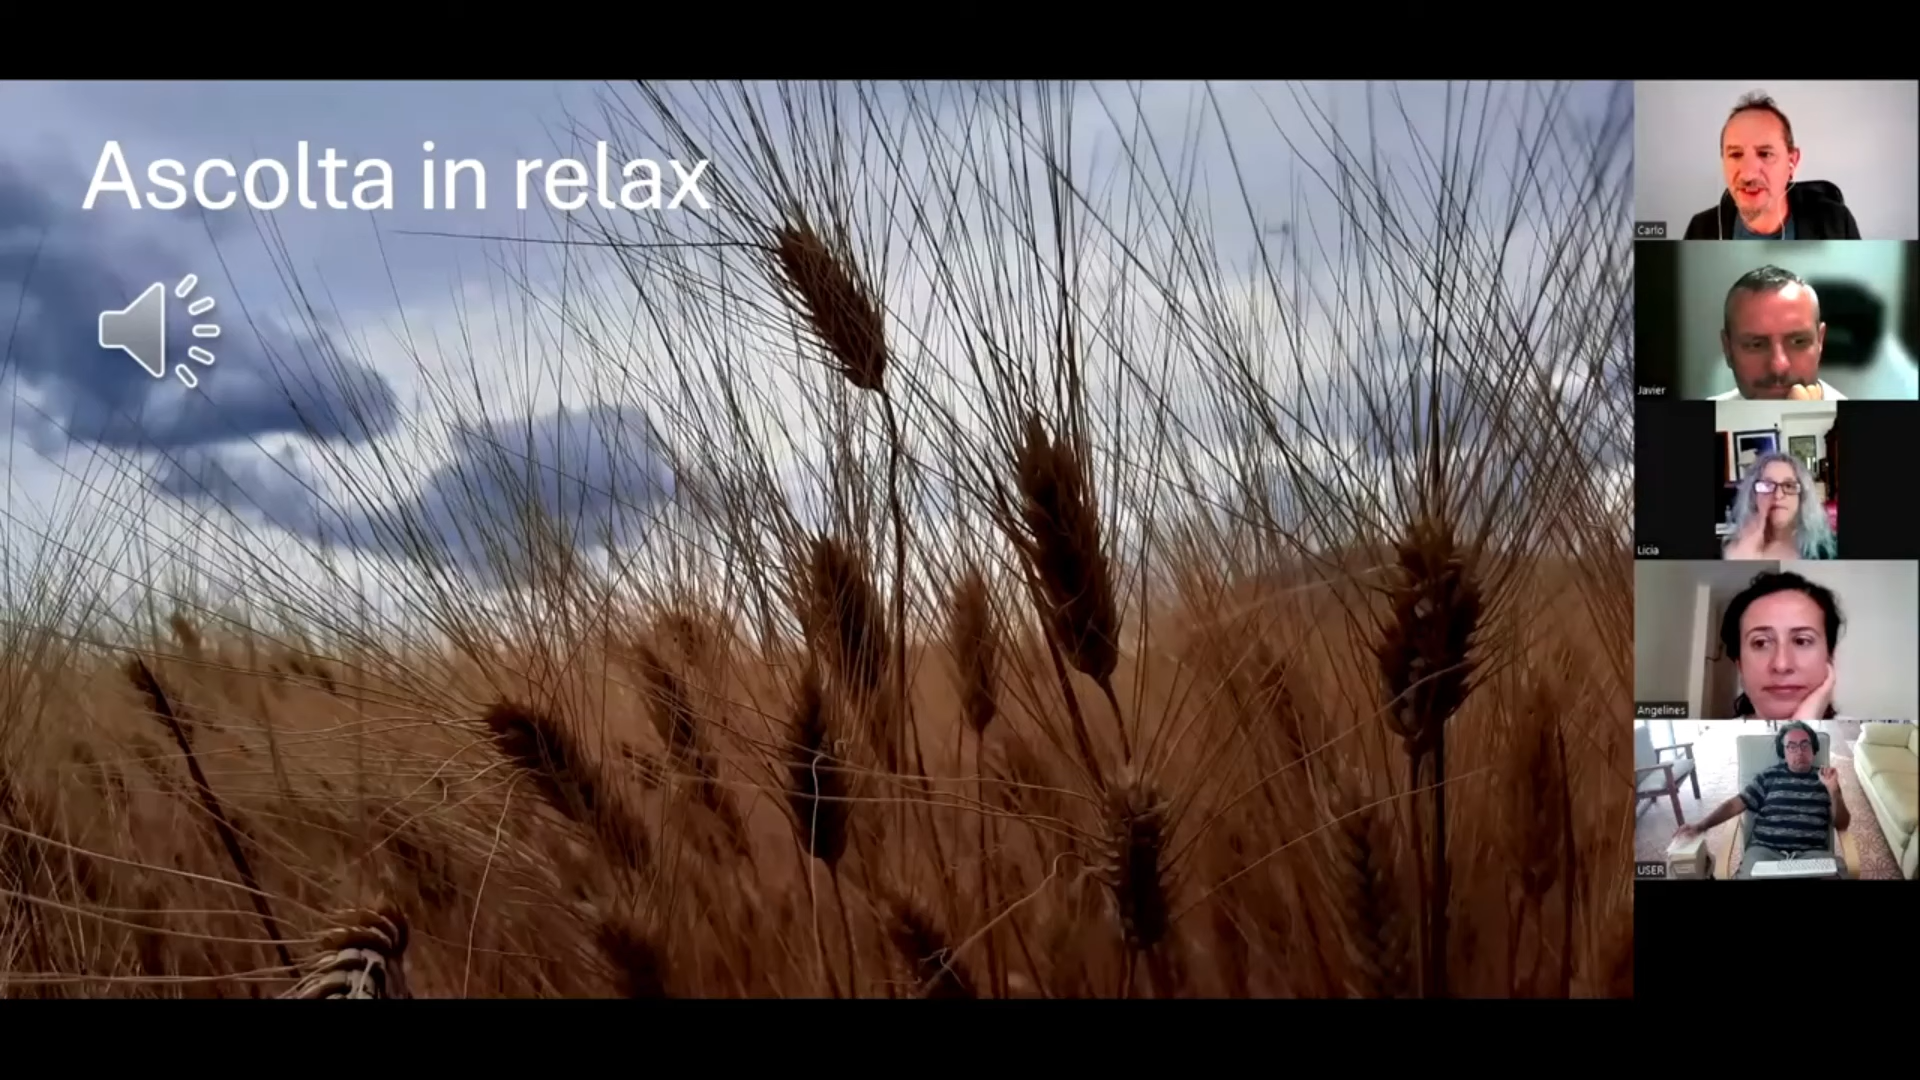 Ascolta in relax
Carlo
Javier
Licia
Angelines
USER